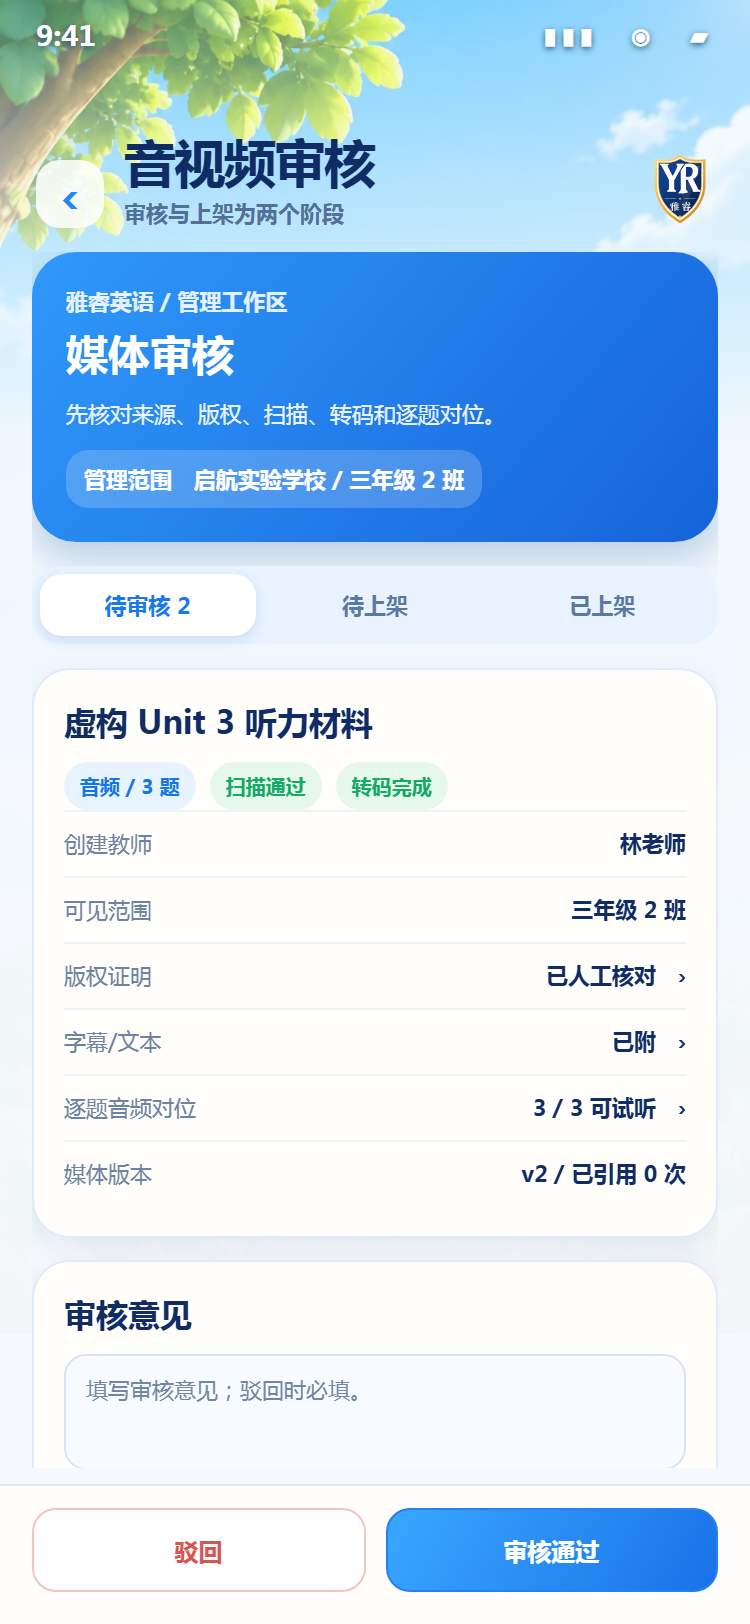 9:41
音视频审核
审核与上架为两个阶段
YR
雅睿
雅睿英语 / 管理工作区
媒体审核
先核对来源、版权、扫描、转码和逐题对位。
管理范围 启航实验学校 / 三年级 2 班
待审核 2 待上架 已上架
虚构 Unit 3 听力材料
音频 / 3 题 扫描通过 转码完成
创建教师 林老师
可见范围 三年级 2 班
版权证明 已人工核对 ›
字幕/文本 已附 ›
逐题音频对位 3 / 3 可试听 ›
媒体版本 v2 / 已引用 0 次
审核意见
填写审核意见；驳回时必填。
驳回 审核通过